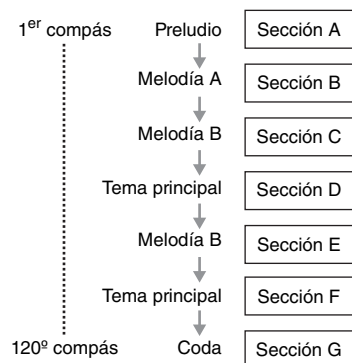 1er compás Preludio Sección A
Melodía A Sección B
Melodía B Sección C
Tema principal Sección D
Melodía B Sección E
Tema principal Sección F
120º compás Coda Sección G